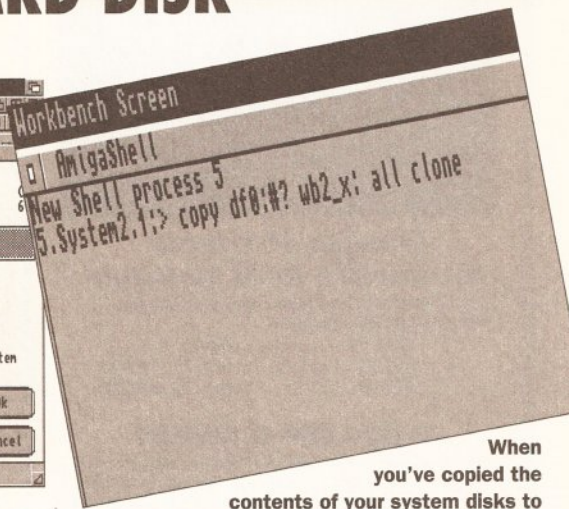 ARD DISK
Workbench Screen
AmigaShell
New Shell process 5
5.System2.1:> copy df0:#? wb2_x: all clone
When
you've copied the
contents of your system disks to